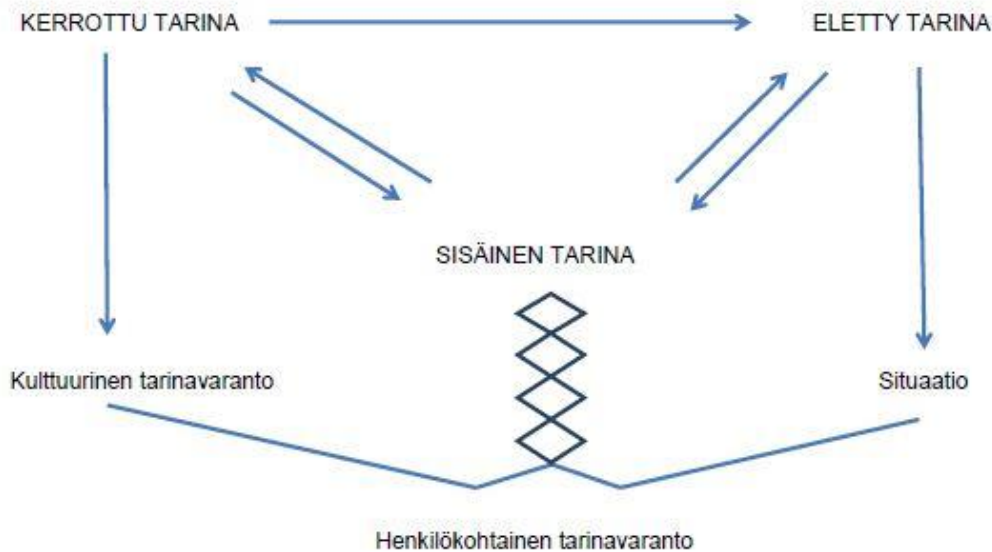 KERROTTU TARINA
ELETTY TARINA
SISÄINEN TARINA
Kulttuurinen tarinavaranto
Situaatio
Henkilökohtainen tarinavaranto